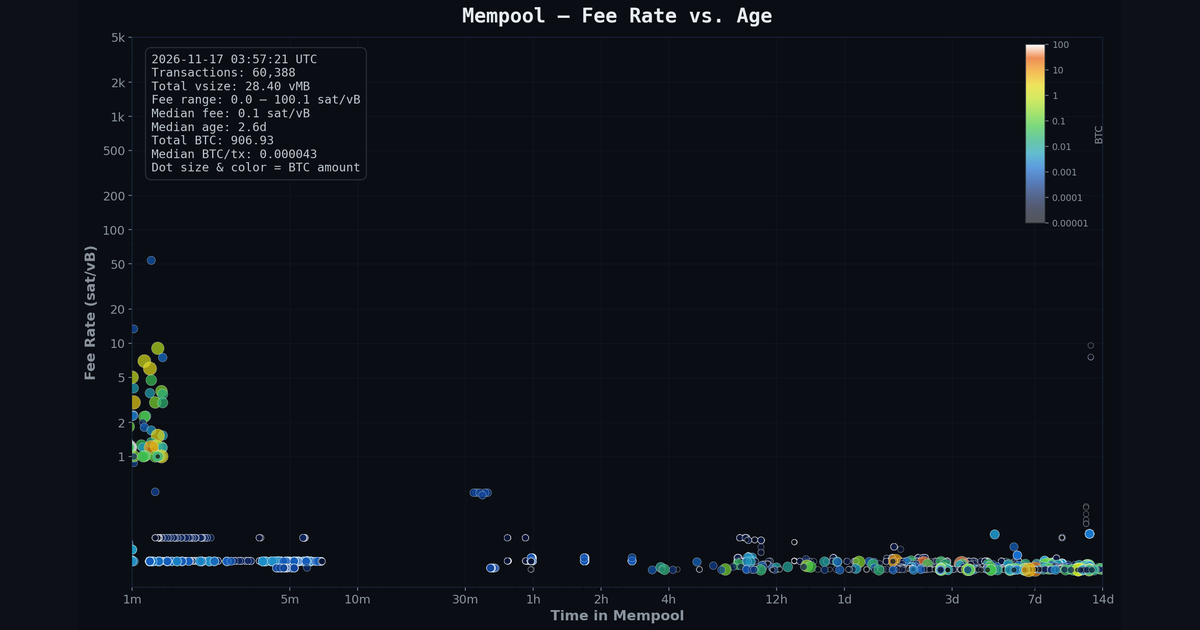 Mempool — Fee Rate vs. Age
2026-11-17 03:57:21 UTC
Transactions: 60,388
Total vsize: 28.40 vMB
Fee range: 0.0 — 100.1 sat/vB
Median fee: 0.1 sat/vB
Median age: 2.6d
Total BTC: 906.93
Median BTC/tx: 0.000043
Dot size & color = BTC amount
5k
2k
1k
500
200
100
50
20
10
5
2
1
Fee Rate (sat/vB)
100
10
1
0.1
0.01
0.001
0.0001
0.00001
BTC
1m 5m 10m 30m 1h 2h 4h 12h 1d 3d 7d 14d
Time in Mempool